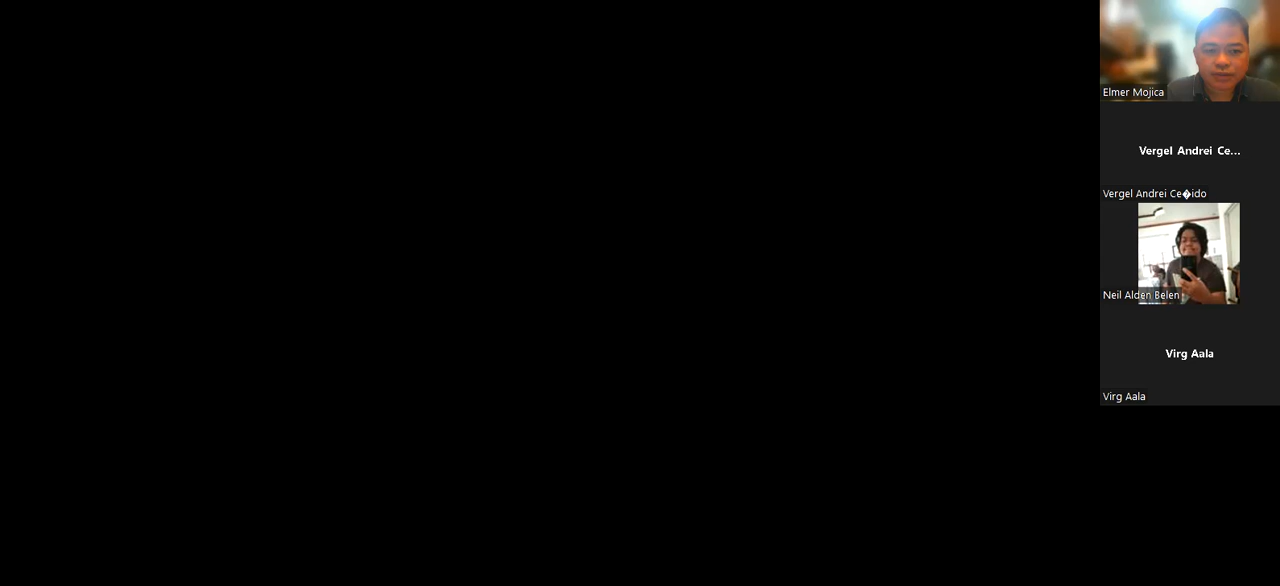 Elmer Mojica
Vergel Andrei Ce...
Vergel Andrei Ce�ido
Neil Alden Belen
Virg Aala
Virg Aala